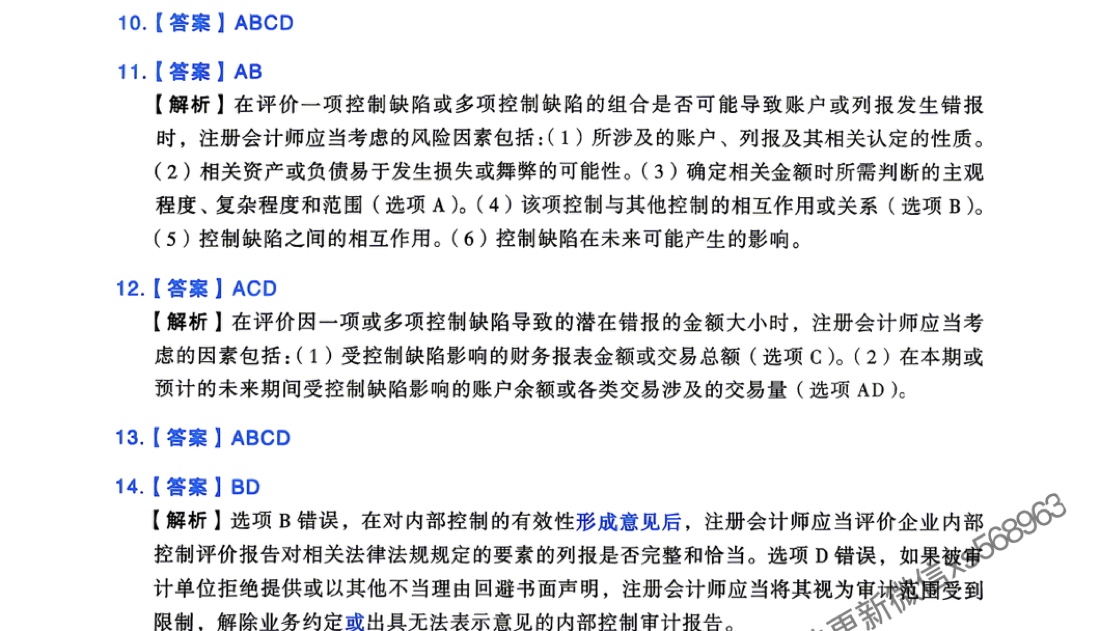 10.【答案】ABCD
11.【答案】AB
【解析】在评价一项控制缺陷或多项控制缺陷的组合是否可能导致账户或列报发生错报
时，注册会计师应当考虑的风险因素包括：（1）所涉及的账户、列报及其相关认定的性质。
（2）相关资产或负债易于发生损失或舞弊的可能性。（3）确定相关金额时所需判断的主观
程度、复杂程度和范围（选项 A）。（4）该项控制与其他控制的相互作用或关系（选项 B）。
（5）控制缺陷之间的相互作用。（6）控制缺陷在未来可能产生的影响。
12.【答案】ACD
【解析】在评价因一项或多项控制缺陷导致的潜在错报的金额大小时，注册会计师应当考
虑的因素包括：（1）受控制缺陷影响的财务报表金额或交易总额（选项 C）。（2）在本期或
预计的未来期间受控制缺陷影响的账户余额或各类交易涉及的交易量（选项 AD）。
13.【答案】ABCD
14.【答案】BD
【解析】选项 B 错误，在对内部控制的有效性形成意见后，注册会计师应当评价企业内部
控制评价报告对相关法律法规规定的要素的列报是否完整和恰当。选项 D 错误，如果被审
计单位拒绝提供或以其他不当理由回避书面声明，注册会计师应当将其视为审计范围受到
限制，解除业务约定或出具无法表示意见的内部控制审计报告。
更新微信
568963